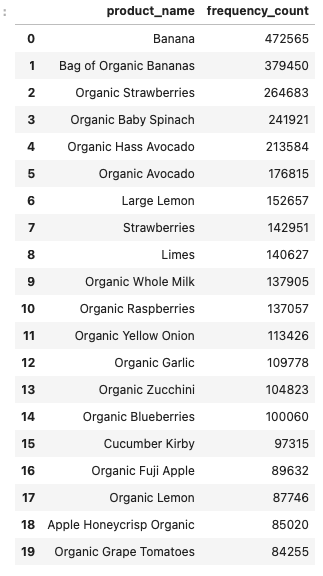 :
product_name frequency_count
0 Banana 472565
1 Bag of Organic Bananas 379450
2 Organic Strawberries 264683
3 Organic Baby Spinach 241921
4 Organic Hass Avocado 213584
5 Organic Avocado 176815
6 Large Lemon 152657
7 Strawberries 142951
8 Limes 140627
9 Organic Whole Milk 137905
10 Organic Raspberries 137057
11 Organic Yellow Onion 113426
12 Organic Garlic 109778
13 Organic Zucchini 104823
14 Organic Blueberries 100060
15 Cucumber Kirby 97315
16 Organic Fuji Apple 89632
17 Organic Lemon 87746
18 Apple Honeycrisp Organic 85020
19 Organic Grape Tomatoes 84255